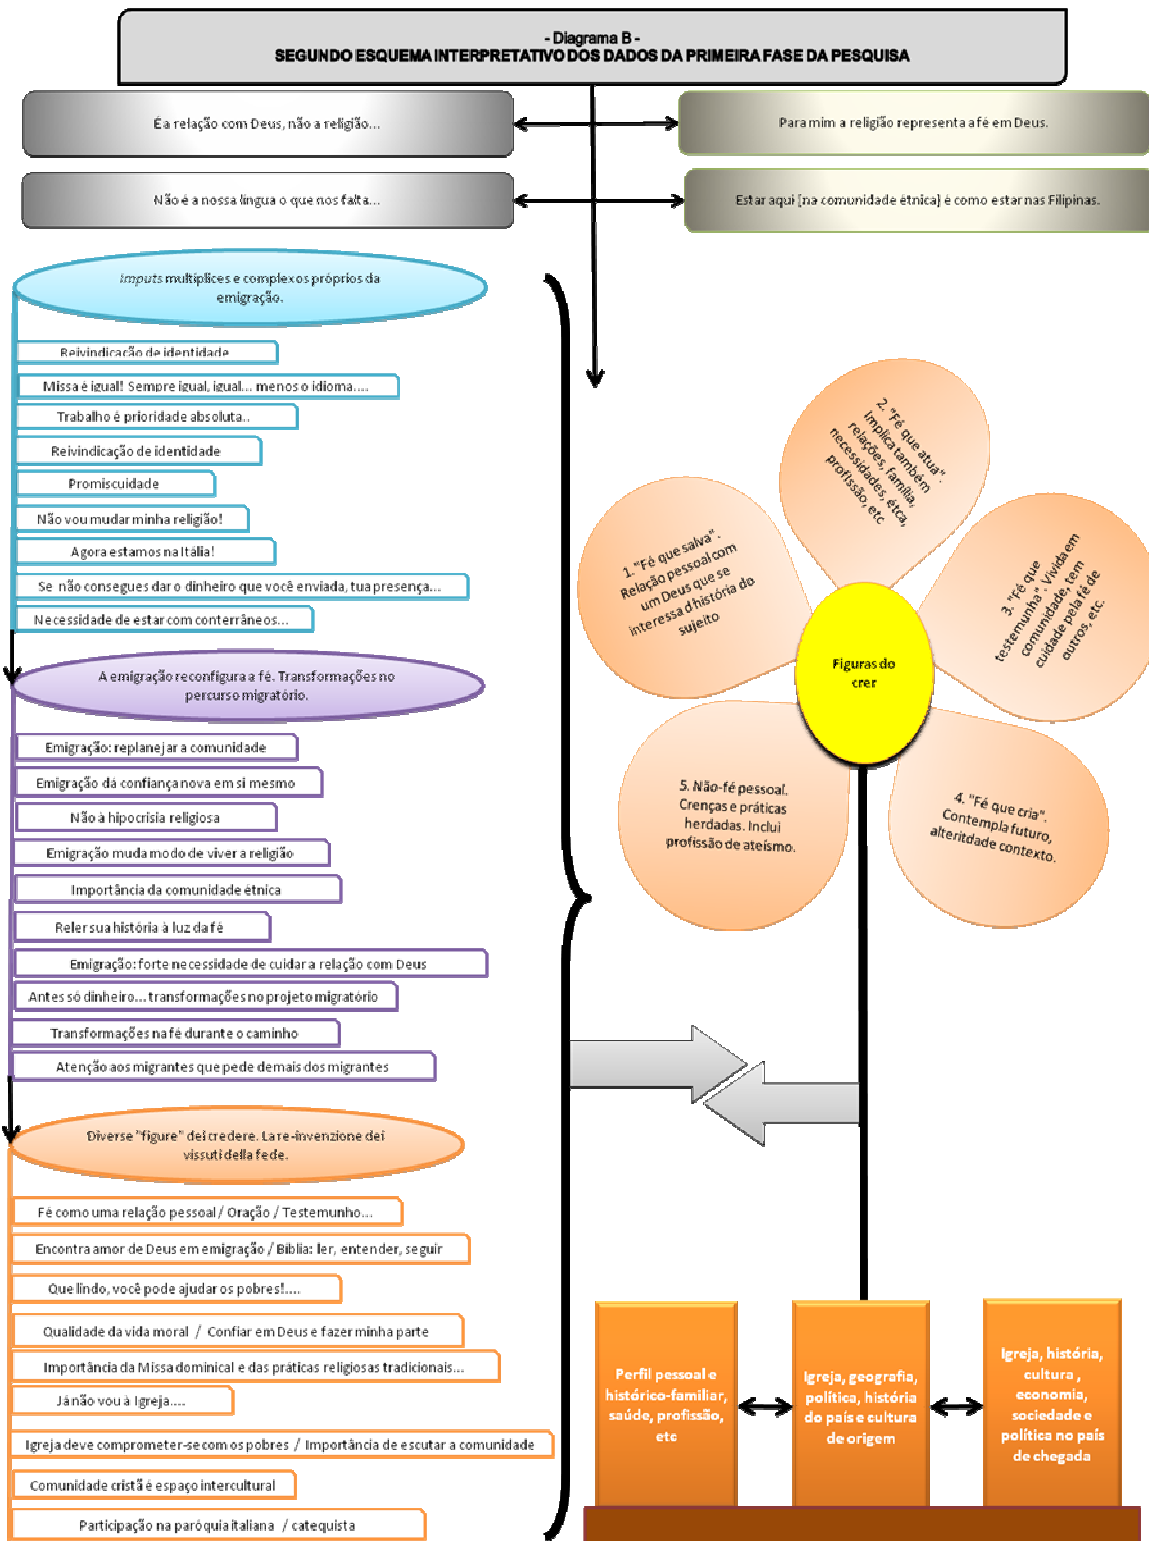 - Diagrama B -
SEGUNDO ESQUEMA INTERPRETATIVO DOS DADOS DA PRIMEIRA FASE DA PESQUISA
É a relação com Deus, não a religião...
Para mim a religião representa a fé em Deus.
Não é a nossa língua o que nos falta...
Estar aqui [na comunidade étnica] é como estar nas Filipinas.
Imputs multíplices e complexos próprios da
emigração.
Reivindicação de identidade
Missa é igual! Sempre igual, igual... menos o idioma....
Trabalho é prioridade absoluta..
Reivindicação de identidade
Promiscuidade
Não vou mudar minha religião!
Agora estamos na Itália!
Se não consegues dar o dinheiro que você enviada, tua presença...
Necessidade de estar com conterrâneos...
A emigração reconfigura a fé. Transformações no
percurso migratório.
Emigração: replanejar a comunidade
Emigração dá confiança nova em si mesmo
Não à hipocrisia religiosa
Emigração muda modo de viver a religião
Importância da comunidade étnica
Reler sua história à luz da fé
Emigração: forte necessidade de cuidar a relação com Deus
Antes só dinheiro... transformações no projeto migratório
Transformações na fé durante o caminho
Atenção aos migrantes que pede demais dos migrantes
Diverse "figure" del credere. La re-invenzione dei
vissuti della fede.
Fé como uma relação pessoal / Oração / Testemunho...
Encontra amor de Deus em emigração / Bíblia: ler, entender, seguir
Que lindo, você pode ajudar os pobres!....
Qualidade da vida moral / Confiar em Deus e fazer minha parte
Importância da Missa dominical e das práticas religiosas tradicionais...
Já não vou à Igreja....
Igreja deve comprometer-se com os pobres / Importância de escutar a comunidade
Comunidade cristã é espaço intercultural
Participação na paróquia italiana / catequista
1. "Fé que salva".
Relação pessoal com
um Deus que se
interessa d'história do
sujeito
2. "Fé que atua".
Implica também
relações, família,
necessidades, étca,
profissão, etc
3. "Fé que
testemunha". Vivida em
comunidade, tem
cuidade pela fé de
outros, etc.
4. "Fé que cria".
Contempla futuro,
alteritdade contexto.
5. Não-fé pessoal.
Crenças e práticas
herdadas. Inclui
profissão de ateísmo.
Figuras do
crer
Perfil pessoal e
histórico-familiar,
saúde, profissão,
etc
Igreja, geografia,
política, história
do país e cultura
de origem
Igreja, história,
cultura ,
economia,
sociedade e
política no país
de chegada